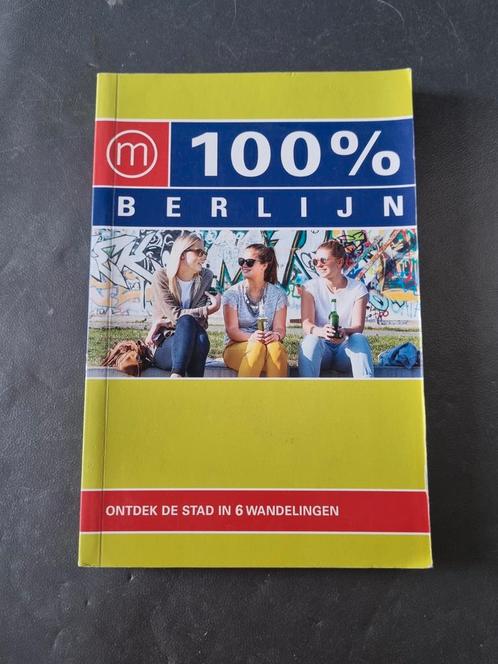 m 100%
BERLIJN
ONTDEK DE STAD IN 6 WANDELINGEN